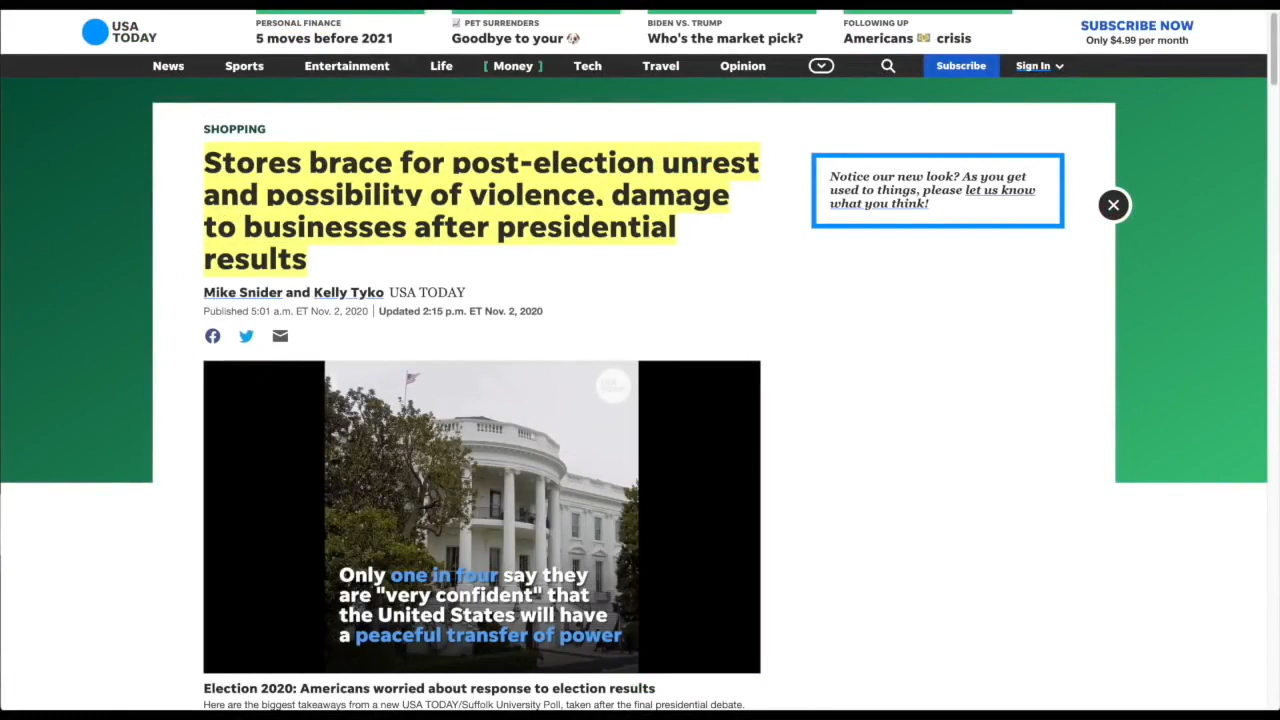 USA
TODAY
PERSONAL FINANCE
5 moves before 2021
PET SURRENDERS
Goodbye to your
BIDEN VS. TRUMP
Who's the market pick?
FOLLOWING UP
Americans crisis
SUBSCRIBE NOW
Only $4.99 per month
News Sports Entertainment Life [ Money ] Tech Travel Opinion Subscribe Sign In
SHOPPING
Stores brace for post-election unrest
and possibility of violence, damage
to businesses after presidential
results
Notice our new look? As you get
used to things, please let us know
what you think!
Mike Snider and Kelly Tyko USA TODAY
Published 5:01 a.m. ET Nov. 2, 2020 | Updated 2:15 p.m. ET Nov. 2, 2020
Only one in four say they
are "very confident" that
the United States will have
a peaceful transfer of power
Election 2020: Americans worried about response to election results
Here are the biggest takeaways from a new USA TODAY/Suffolk University Poll, taken after the final presidential debate.